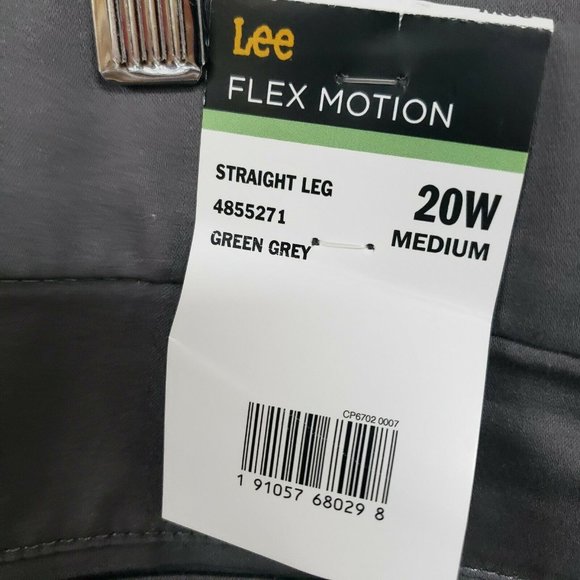 Lee
FLEX MOTION
STRAIGHT LEG
4855271
GREEN GREY
20W
MEDIUM
CP6702 0007
1 91057 68029 8